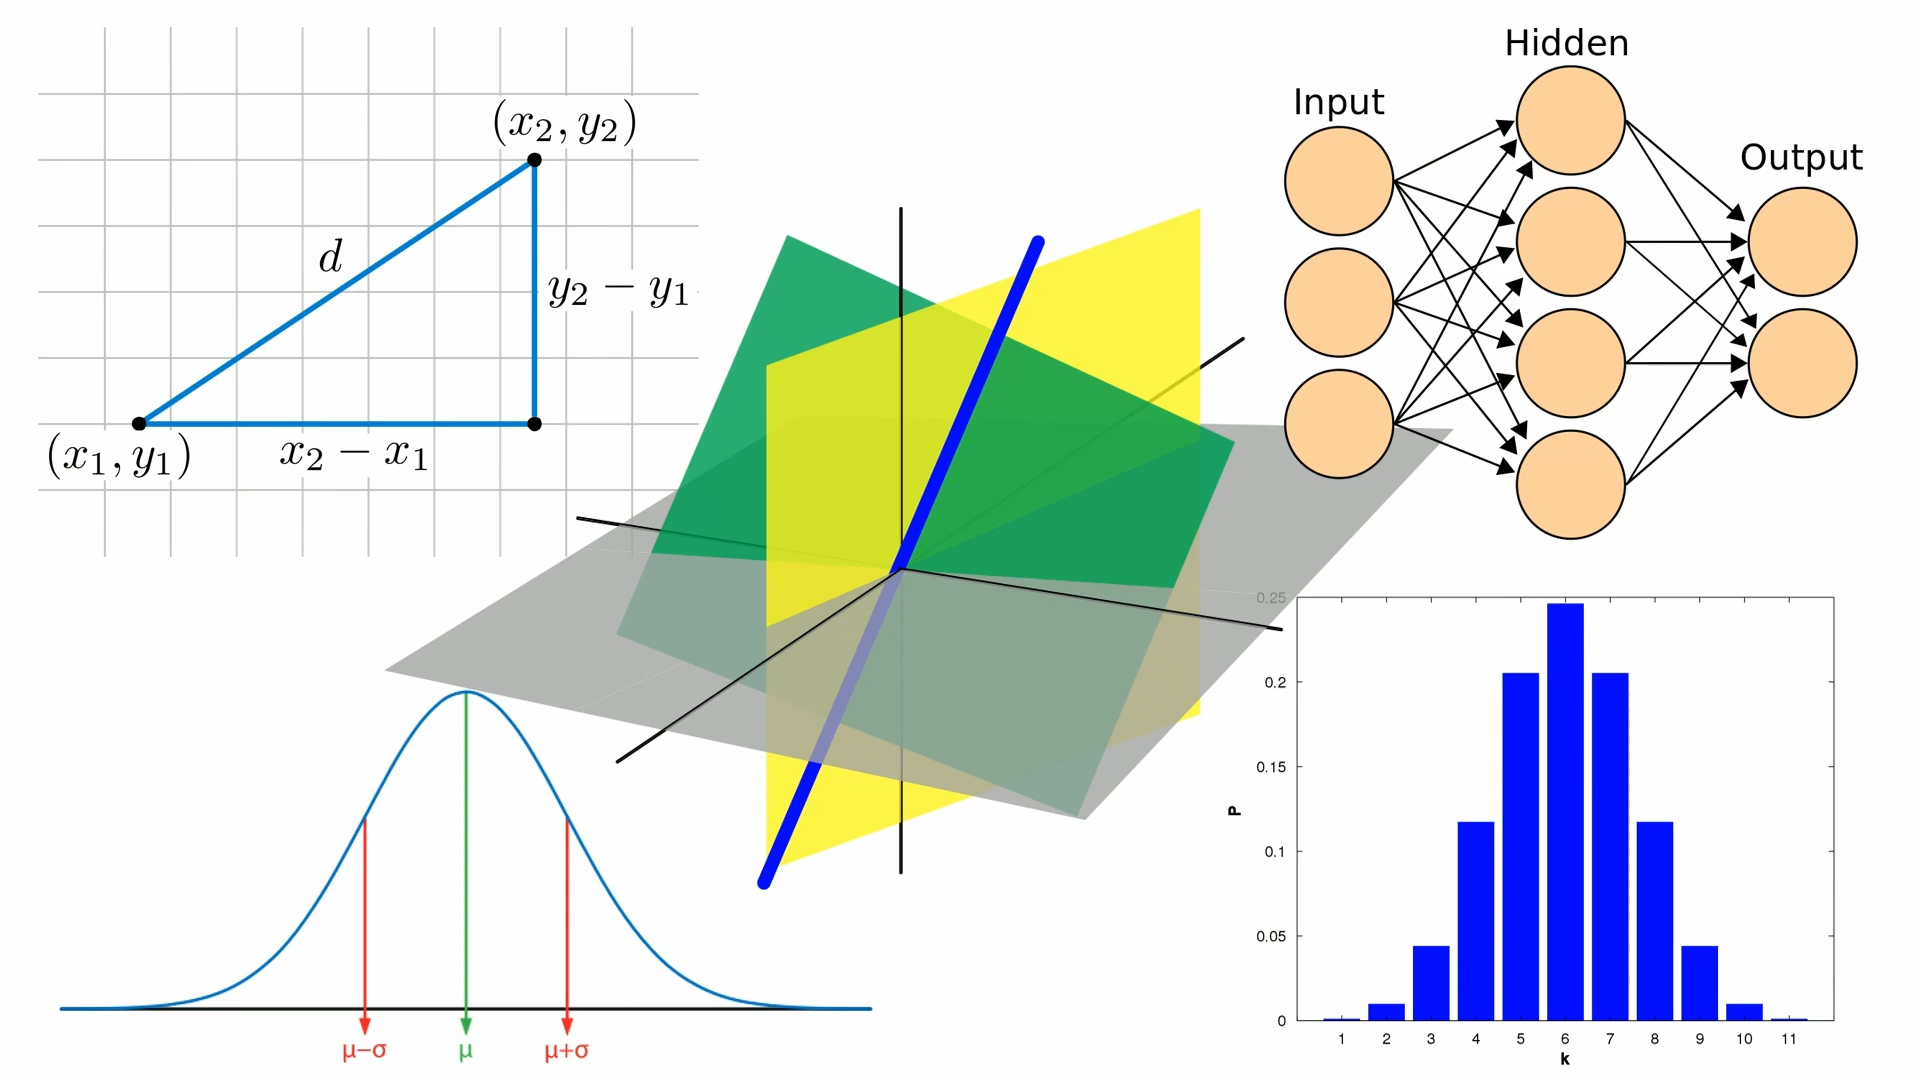 (x₂, y₂)
d
y₂ − y₁
(x₁, y₁)
x₂ − x₁
Hidden
Input
Output
μ−σ
μ
μ+σ
0.25
0.2
0.15
0.1
0.05
0
P
1 2 3 4 5 6 7 8 9 10 11
k